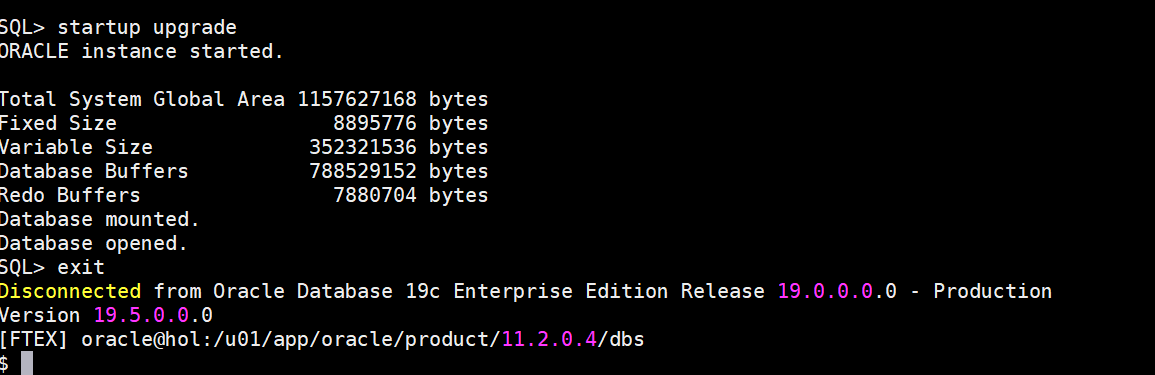 SQL> startup upgrade
ORACLE instance started.
Total System Global Area 1157627168 bytes
Fixed Size                  8895776 bytes
Variable Size             352321536 bytes
Database Buffers          788529152 bytes
Redo Buffers                7880704 bytes
Database mounted.
Database opened.
SQL> exit
Disconnected from Oracle Database 19c Enterprise Edition Release 19.0.0.0.0 - Production
Version 19.5.0.0.0
[FTEX] oracle@hol:/u01/app/oracle/product/11.2.0.4/dbs
$